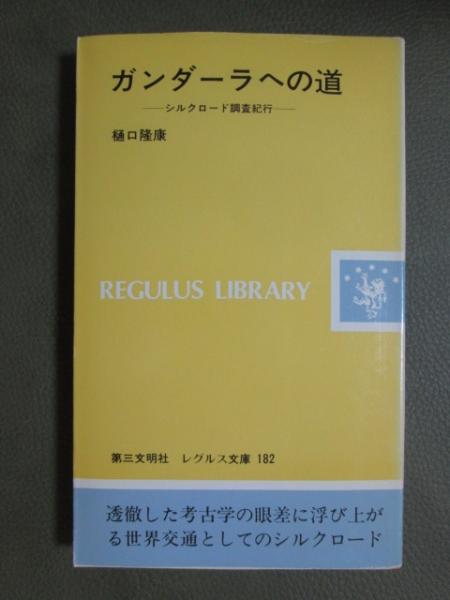 ガンダーラへの道
──シルクロード調査紀行──
樋口隆康
REGULUS LIBRARY
第三文明社 レグルス文庫 182
透徹した考古学の眼差に浮び上が
る世界交通としてのシルクロード